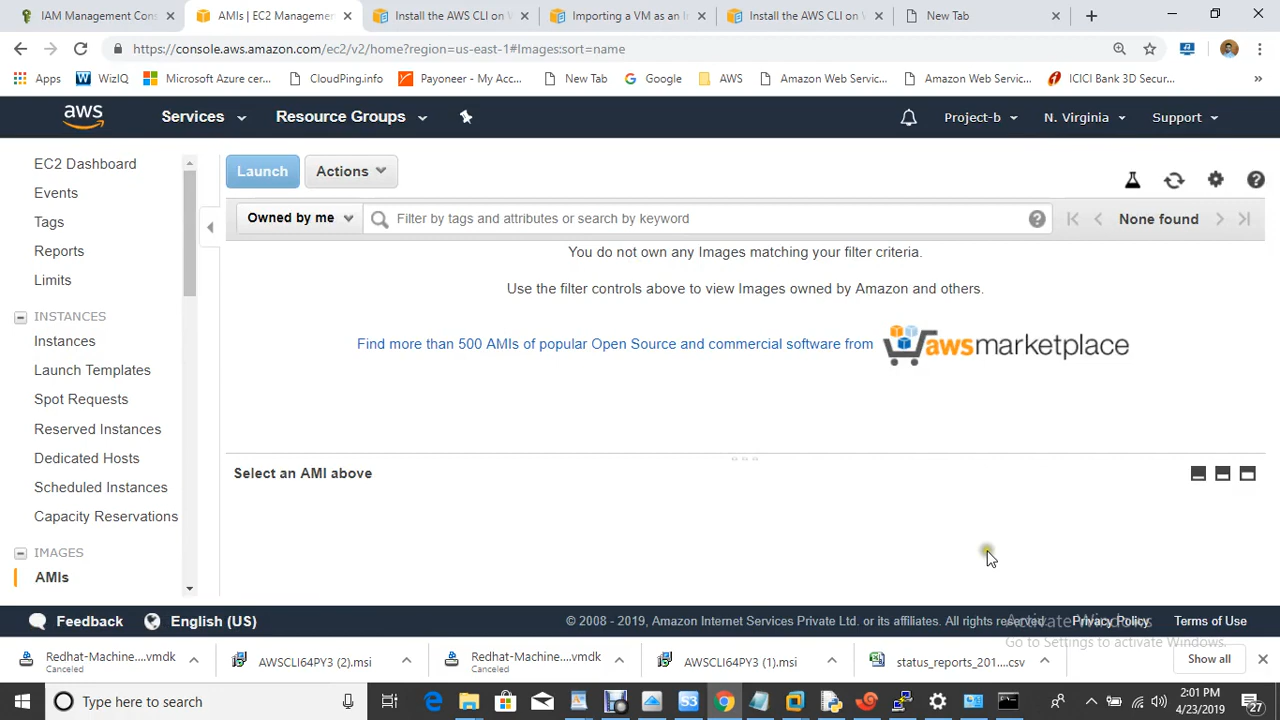 IAM Management Cons
AMIs | EC2 Management
Install the AWS CLI on W
Importing a VM as an I
Install the AWS CLI on W
New Tab
https://console.aws.amazon.com/ec2/v2/home?region=us-east-1#Images:sort=name
Apps
WizIQ
Microsoft Azure cer...
CloudPing.info
Payoneer - My Acco...
New Tab
Google
AWS
Amazon Web Servic...
Amazon Web Servic...
ICICI Bank 3D Secur...
aws
Services
Resource Groups
Project-b
N. Virginia
Support
EC2 Dashboard
Events
Tags
Reports
Limits
INSTANCES
Instances
Launch Templates
Spot Requests
Reserved Instances
Dedicated Hosts
Scheduled Instances
Capacity Reservations
IMAGES
AMIs
Launch
Actions
Owned by me
Filter by tags and attributes or search by keyword
None found
You do not own any Images matching your filter criteria.
Use the filter controls above to view Images owned by Amazon and others.
Find more than 500 AMIs of popular Open Source and commercial software from
awsmarketplace
Select an AMI above
Feedback
English (US)
© 2008 - 2019, Amazon Internet Services Private Ltd. or its affiliates. All rights reserved.
Privacy Policy
Terms of Use
Activate Windows
Go to Settings to activate Windows.
Redhat-Machine....vmdk
Canceled
AWSCLI64PY3 (2).msi
Redhat-Machine....vmdk
Canceled
AWSCLI64PY3 (1).msi
status_reports_201....csv
Show all
Type here to search
S3
2:01 PM
4/23/2019
27